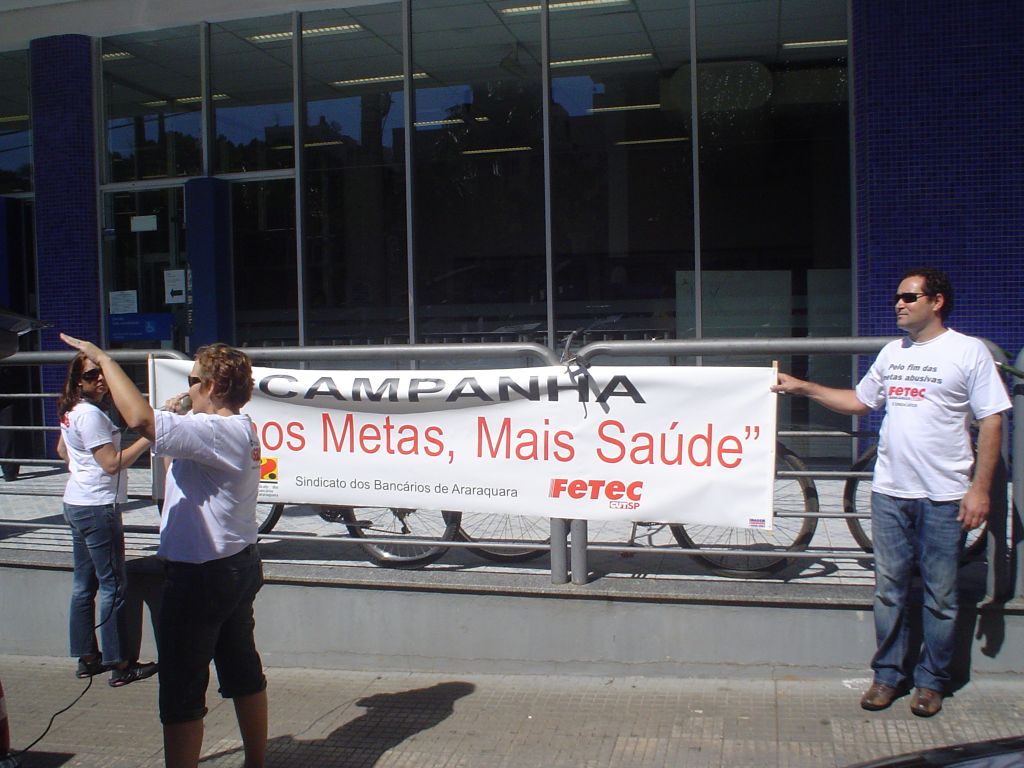 CAMPANHA
nos Metas, Mais Saúde”
Sindicato dos Bancários de Araraquara
FETEC
CUT SP
Pelo fim das
metas abusivas
FETEC